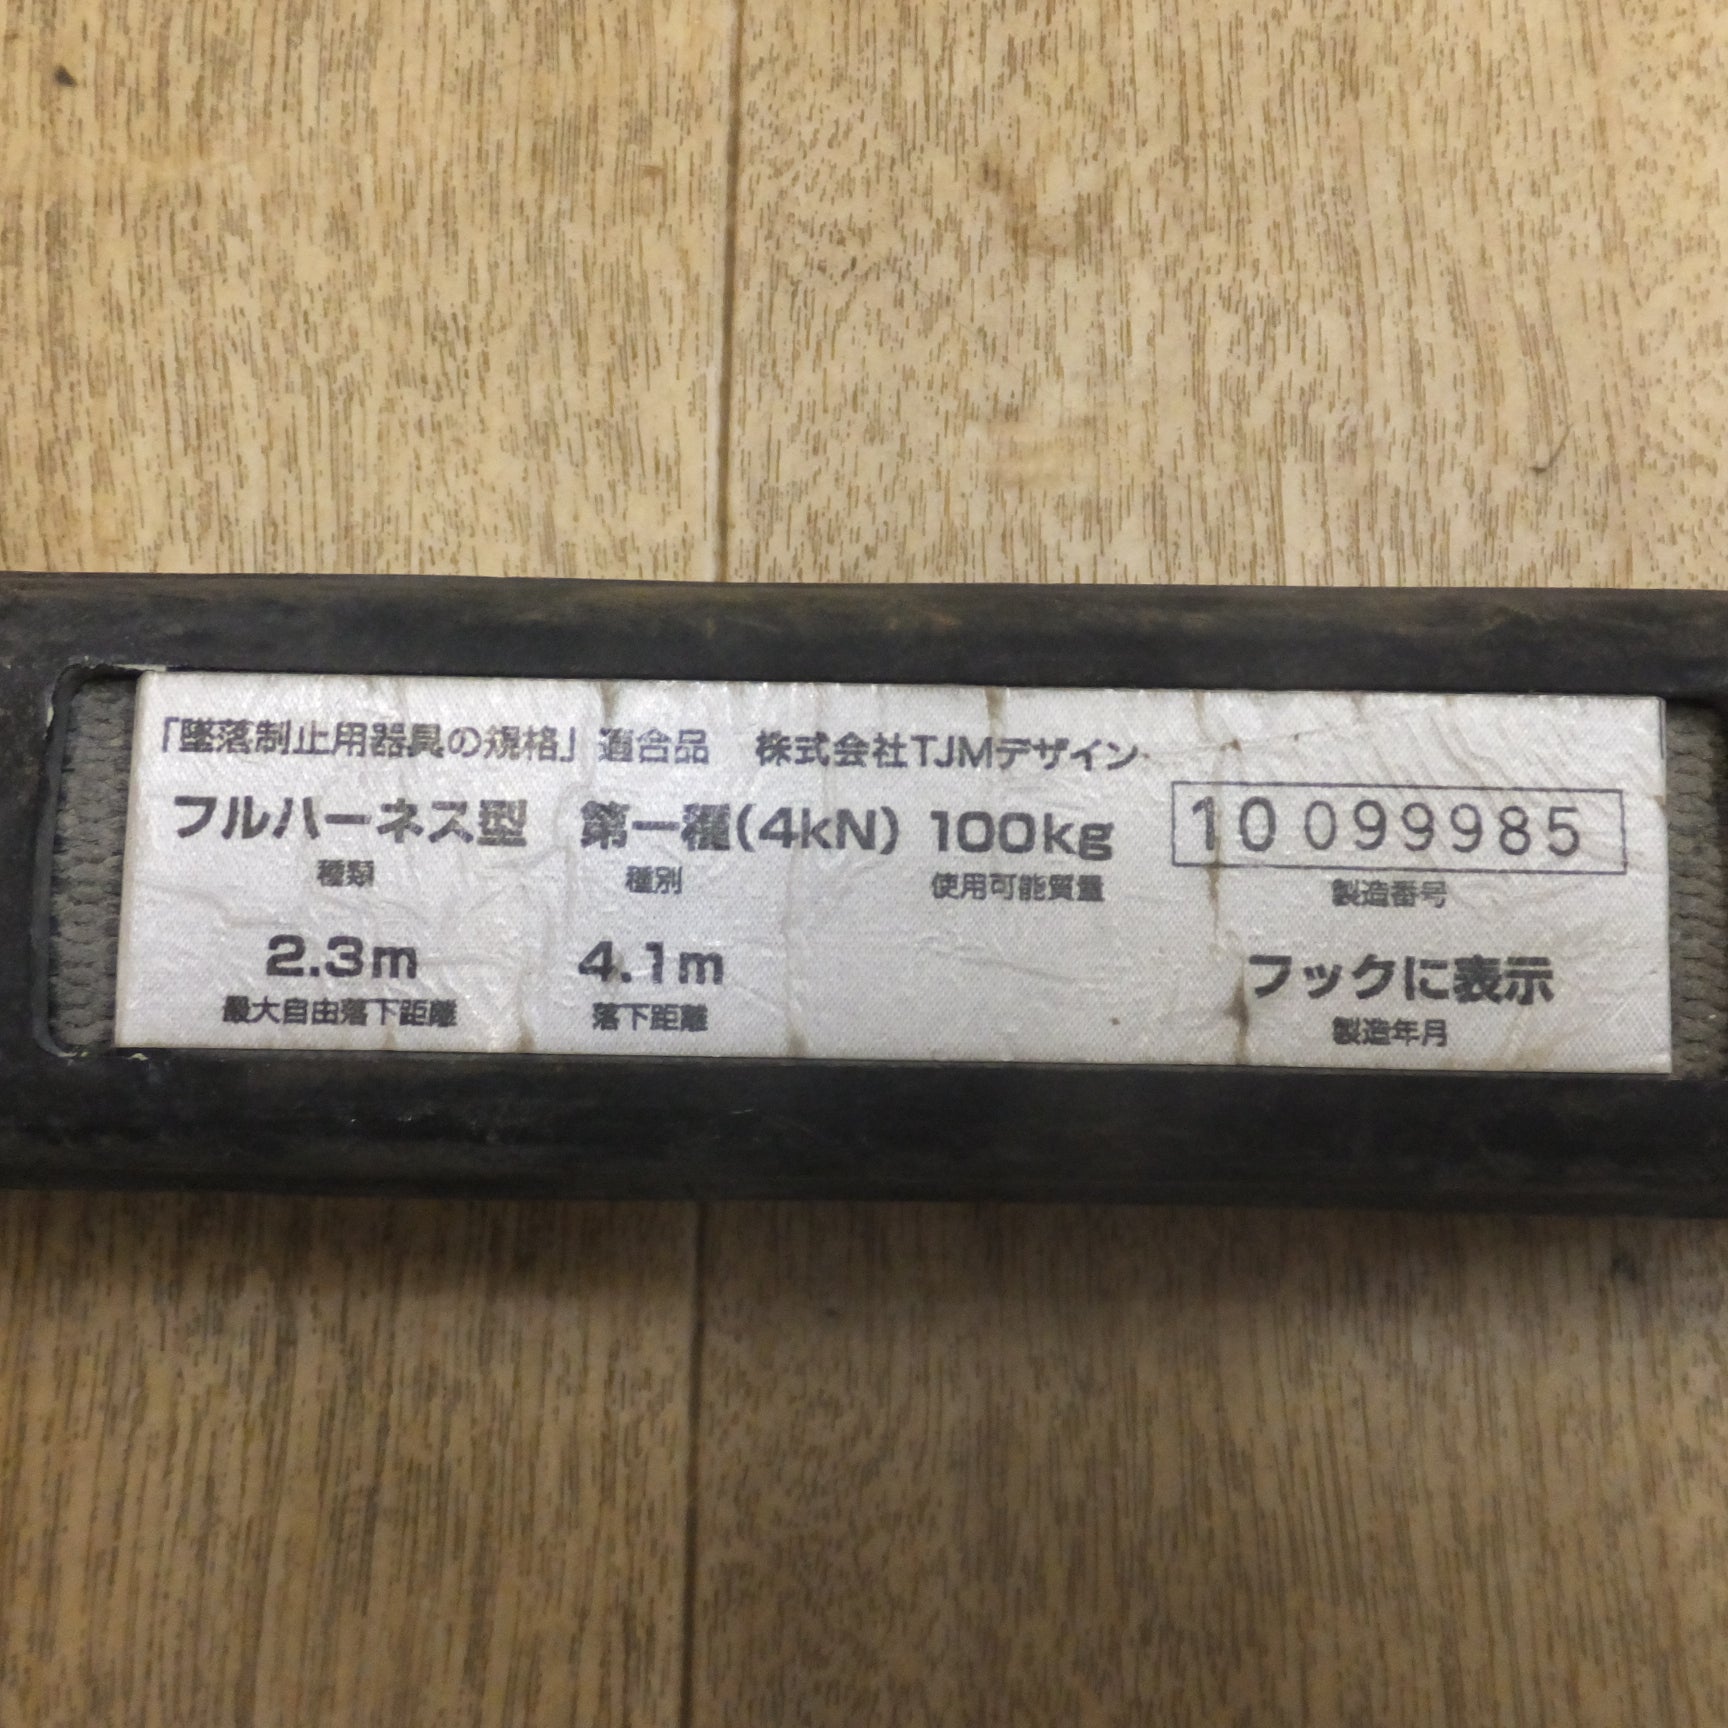 「墜落制止用器具の規格」適合品 株式会社TJMデザイン
フルハーネス型 第一種(4kN) 100kg 10 099985
種類 種別 使用可能質量 製造番号
2.3m 4.1m フックに表示
最大自由落下距離 落下距離 製造年月